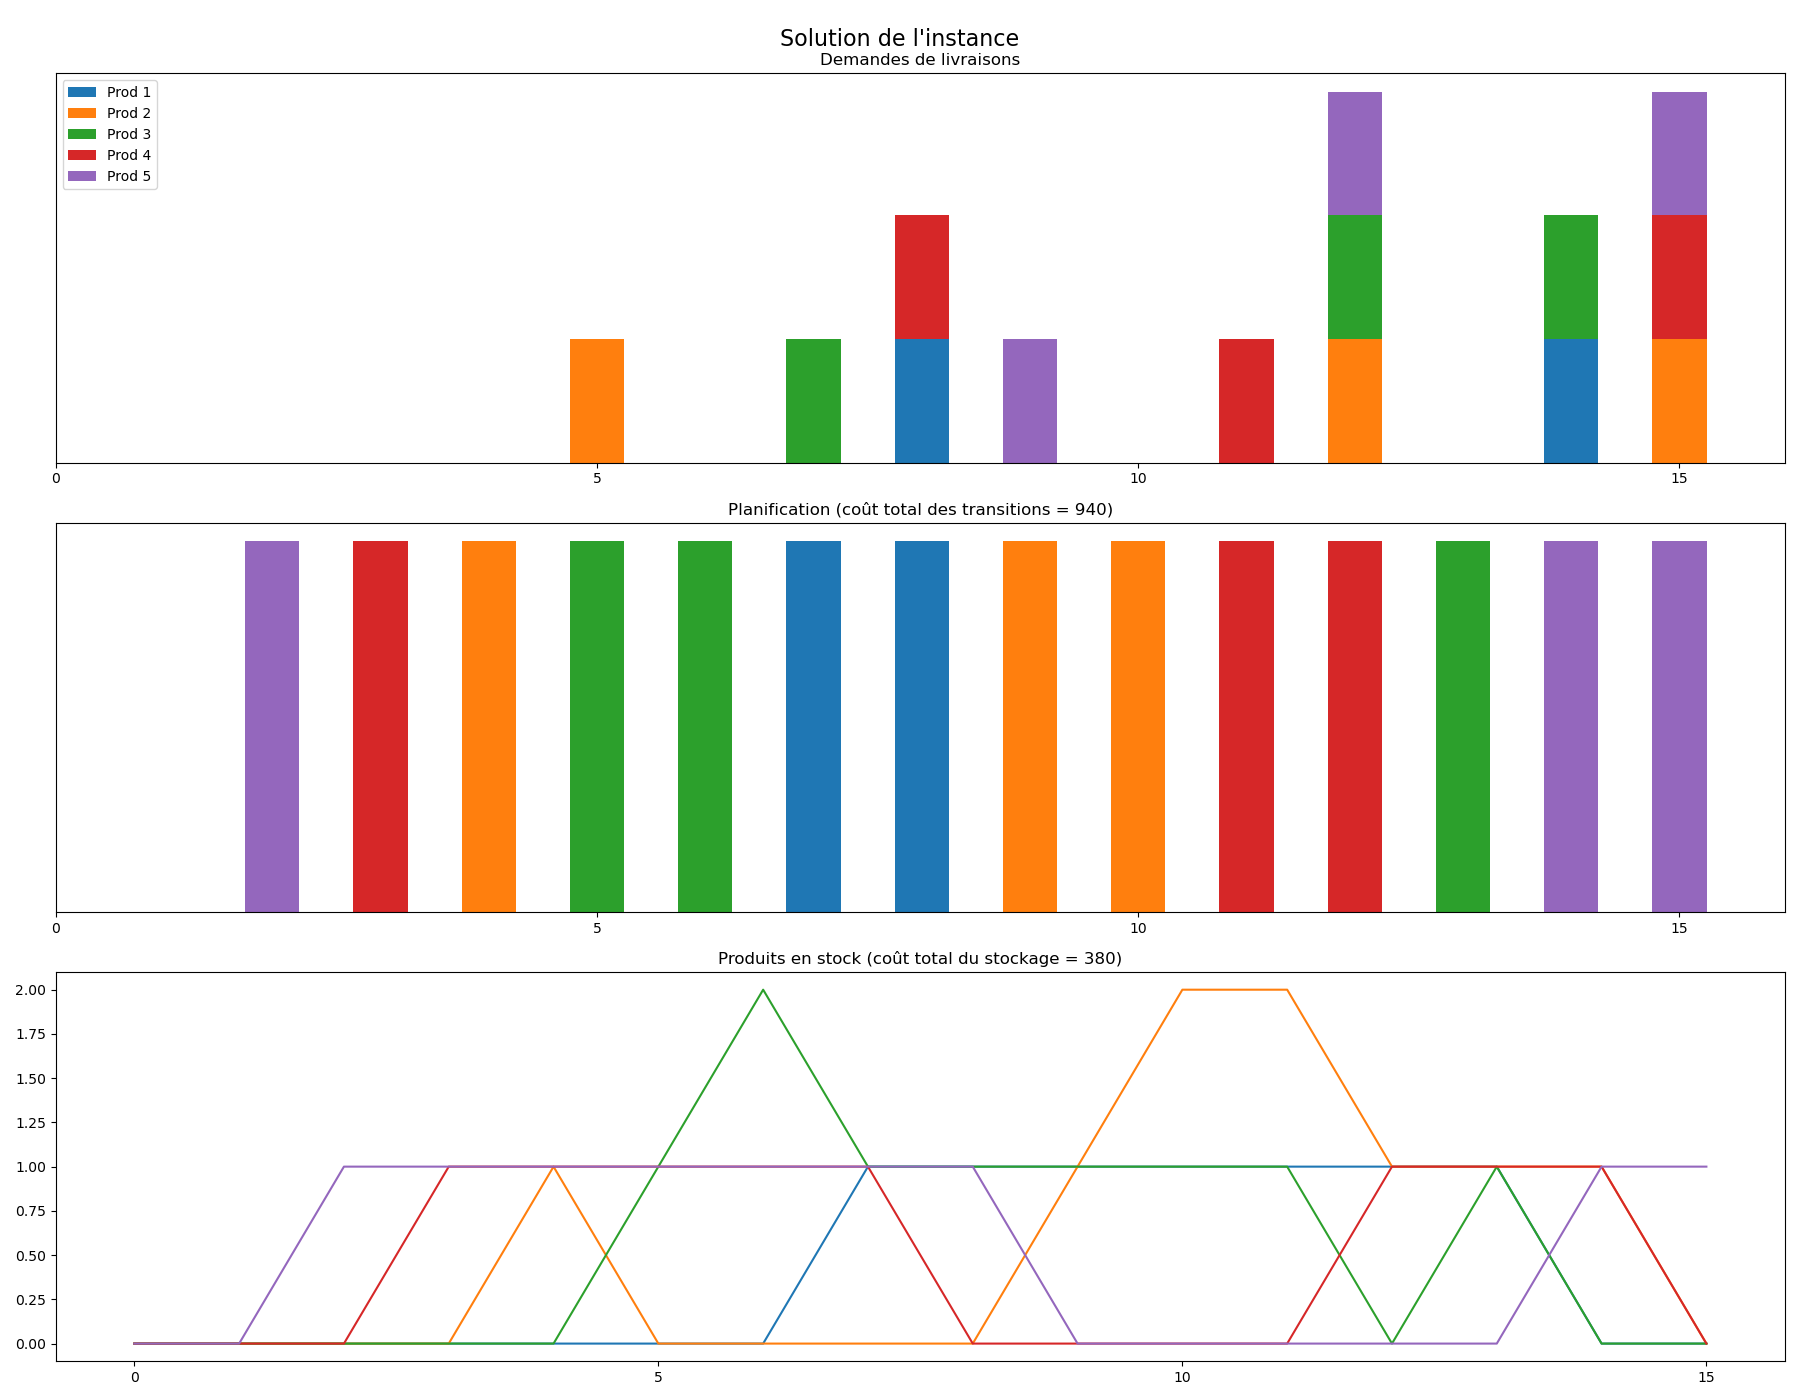 Solution de l'instance
Demandes de livraisons
Prod 1
Prod 2
Prod 3
Prod 4
Prod 5
0 5 10 15
Planification (coût total des transitions = 940)
0 5 10 15
Produits en stock (coût total du stockage = 380)
2.00
1.75
1.50
1.25
1.00
0.75
0.50
0.25
0.00
0 5 10 15